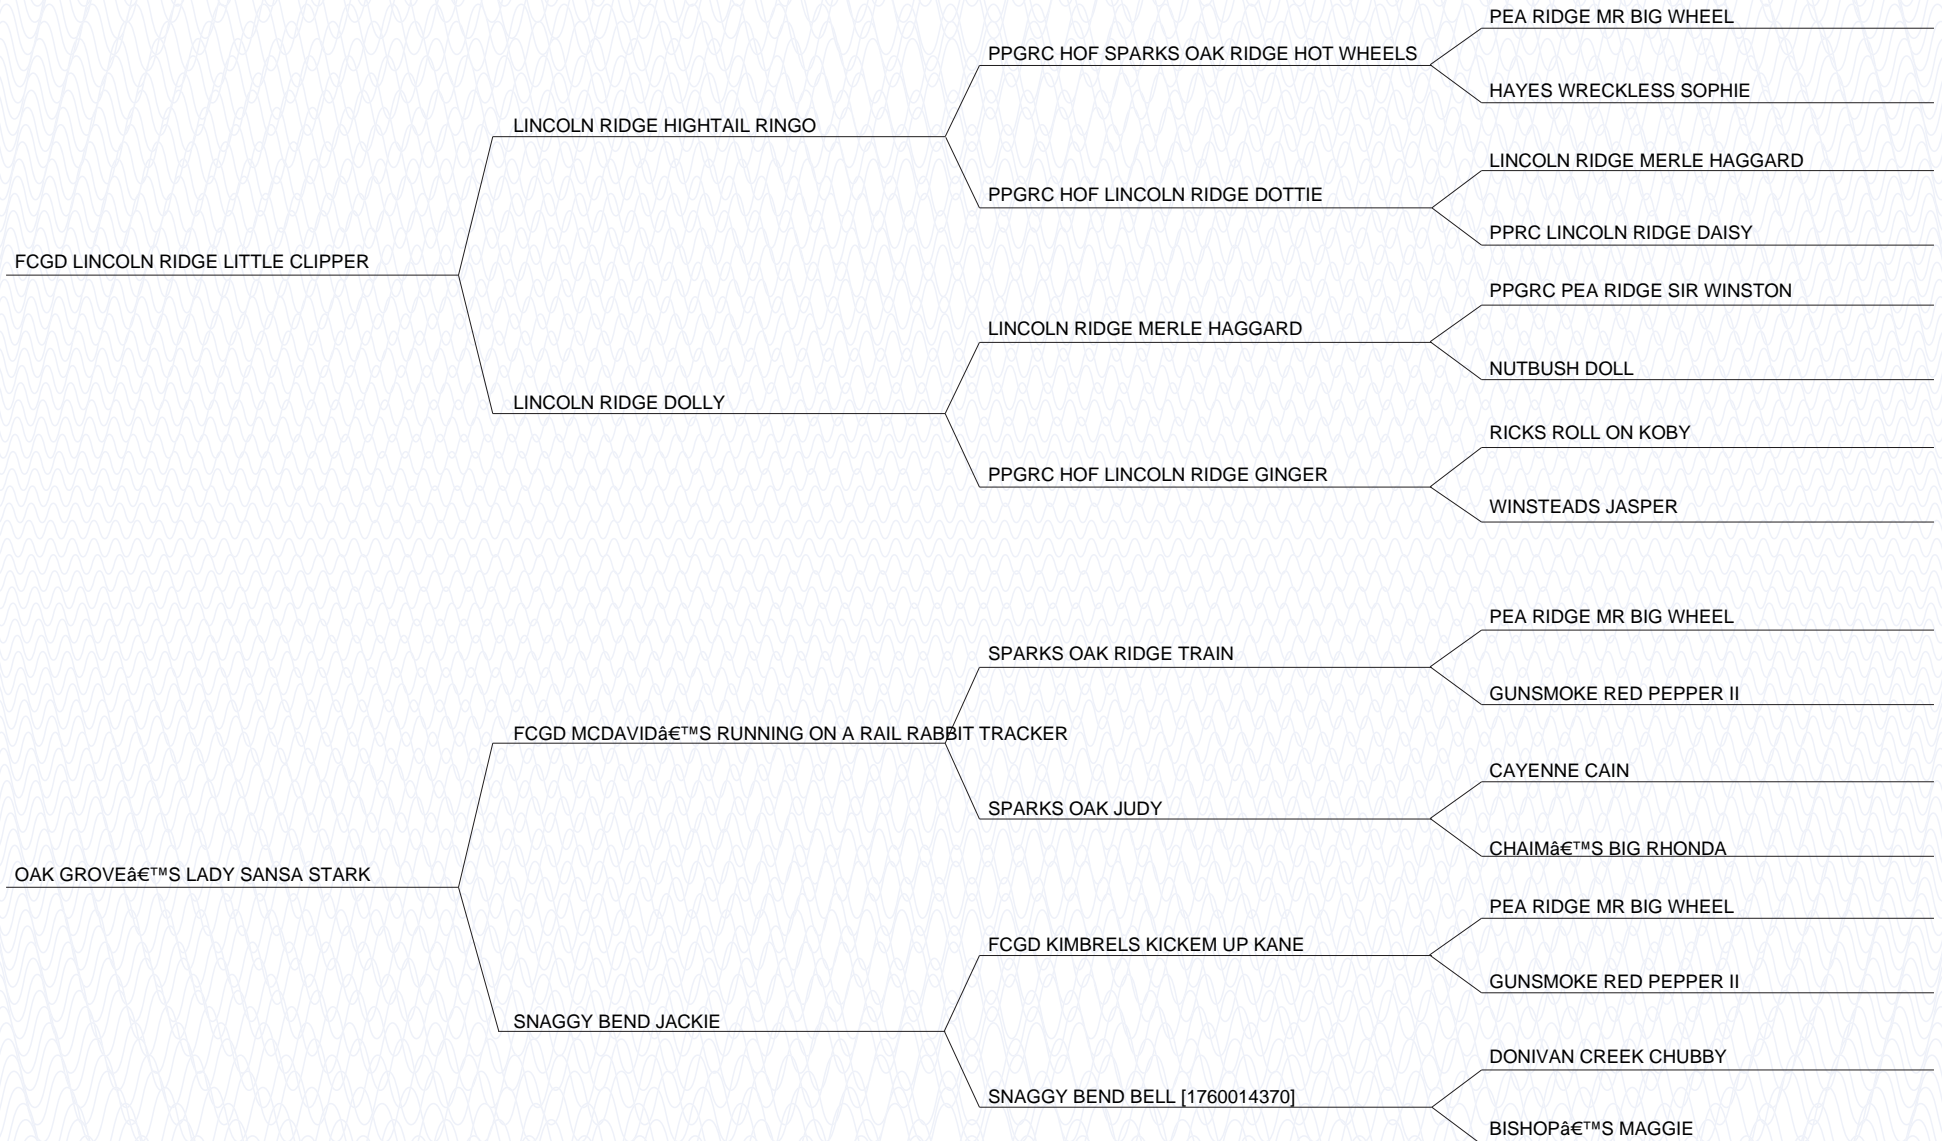 PEA RIDGE MR BIG WHEEL
PPGRC HOF SPARKS OAK RIDGE HOT WHEELS
HAYES WRECKLESS SOPHIE
LINCOLN RIDGE HIGHTAIL RINGO
LINCOLN RIDGE MERLE HAGGARD
PPGRC HOF LINCOLN RIDGE DOTTIE
PPRC LINCOLN RIDGE DAISY
FCGD LINCOLN RIDGE LITTLE CLIPPER
PPGRC PEA RIDGE SIR WINSTON
LINCOLN RIDGE MERLE HAGGARD
NUTBUSH DOLL
LINCOLN RIDGE DOLLY
RICKS ROLL ON KOBY
PPGRC HOF LINCOLN RIDGE GINGER
WINSTEADS JASPER
PEA RIDGE MR BIG WHEEL
SPARKS OAK RIDGE TRAIN
GUNSMOKE RED PEPPER II
FCGD MCDAVIDâ€™S RUNNING ON A RAIL RABBIT TRACKER
CAYENNE CAIN
SPARKS OAK JUDY
CHAIMâ€™S BIG RHONDA
OAK GROVEâ€™S LADY SANSA STARK
PEA RIDGE MR BIG WHEEL
FCGD KIMBRELS KICKEM UP KANE
GUNSMOKE RED PEPPER II
SNAGGY BEND JACKIE
DONIVAN CREEK CHUBBY
SNAGGY BEND BELL [1760014370]
BISHOPâ€™S MAGGIE